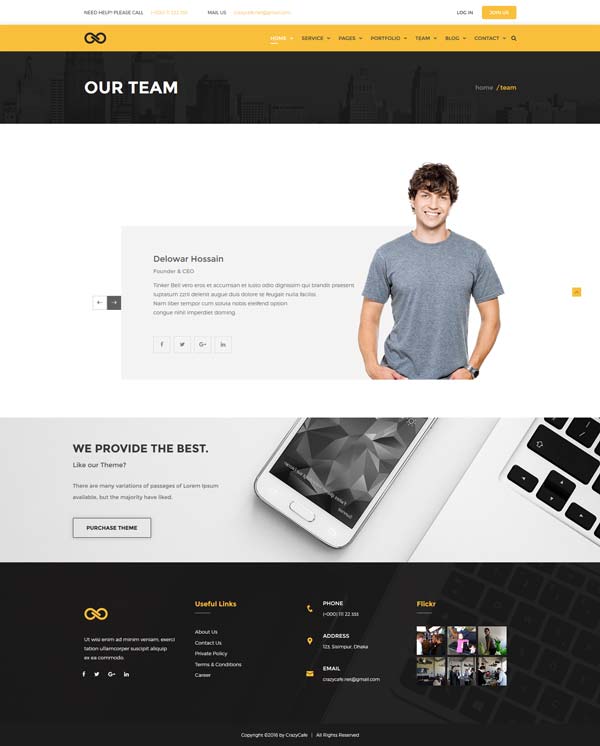 NEED HELP? PLEASE CALL (+000) 111 222 333 MAIL US crazycafe.net@gmail.com LOG IN JOIN US
HOME SERVICE PAGES PORTFOLIO TEAM BLOG CONTACT
OUR TEAM
home / team
Delowar Hossain
Founder & CEO
Tinker Bell vero eros et accumsan et iusto odio dignissim qui brandit praesent
luptatum zzril delenit augue duis dolore te feugait nulla facilisi.
Nam liber tempor cum soluta nobis eleifend option
congue nihil imperdiet doming.
WE PROVIDE THE BEST.
Like our Theme?
There are many variations of passages of Lorem Ipsum
available, but the majority have liked.
PURCHASE THEME
Ut wisi enim ad minim veniam, exerci
tation ullamcorper suscipit aliquip
ex ea commodo.
Useful Links
About Us
Contact Us
Private Policy
Terms & Conditions
Career
PHONE
(+000) 111 22 333
ADDRESS
123, Sisimpur, Dhaka
EMAIL
crazycafe.net@gmail.com
Flickr
Copyright ©2016 by CrazyCafe | All Rights Reserved